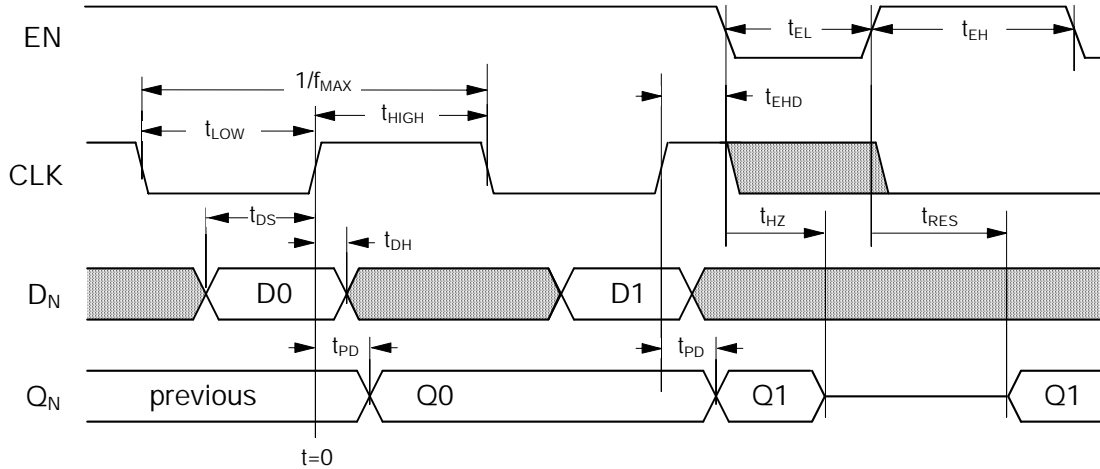 EN
t_EL
t_EH
1/f_MAX
t_EHD
t_LOW
t_HIGH
CLK
t_DS
t_DH
t_HZ
t_RES
D_N
D0
D1
t_PD
t_PD
Q_N
previous
Q0
Q1
Q1
t=0